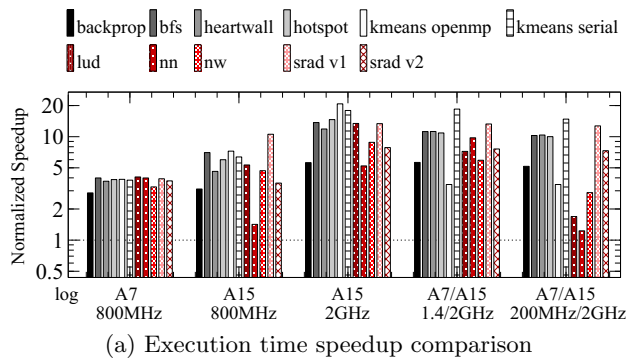 backprop bfs heartwall hotspot kmeans openmp kmeans serial
lud nn nw srad v1 srad v2
Normalized Speedup
20
10
5
2
1
0.5
log A7 A15 A15 A7/A15 A7/A15
800MHz 800MHz 2GHz 1.4/2GHz 200MHz/2GHz
(a) Execution time speedup comparison